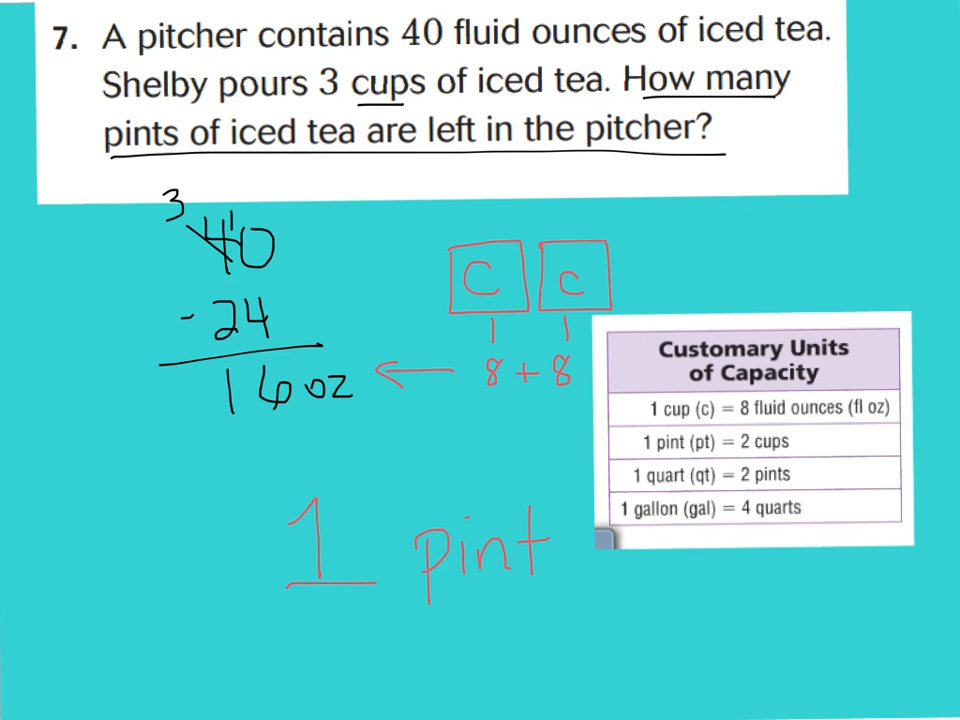 7. A pitcher contains 40 fluid ounces of iced tea.
Shelby pours 3 cups of iced tea. How many
pints of iced tea are left in the pitcher?
3 1
40
- 24
16 oz
C c
8 + 8
Customary Units
of Capacity
1 cup (c) = 8 fluid ounces (fl oz)
1 pint (pt) = 2 cups
1 quart (qt) = 2 pints
1 gallon (gal) = 4 quarts
1 pint